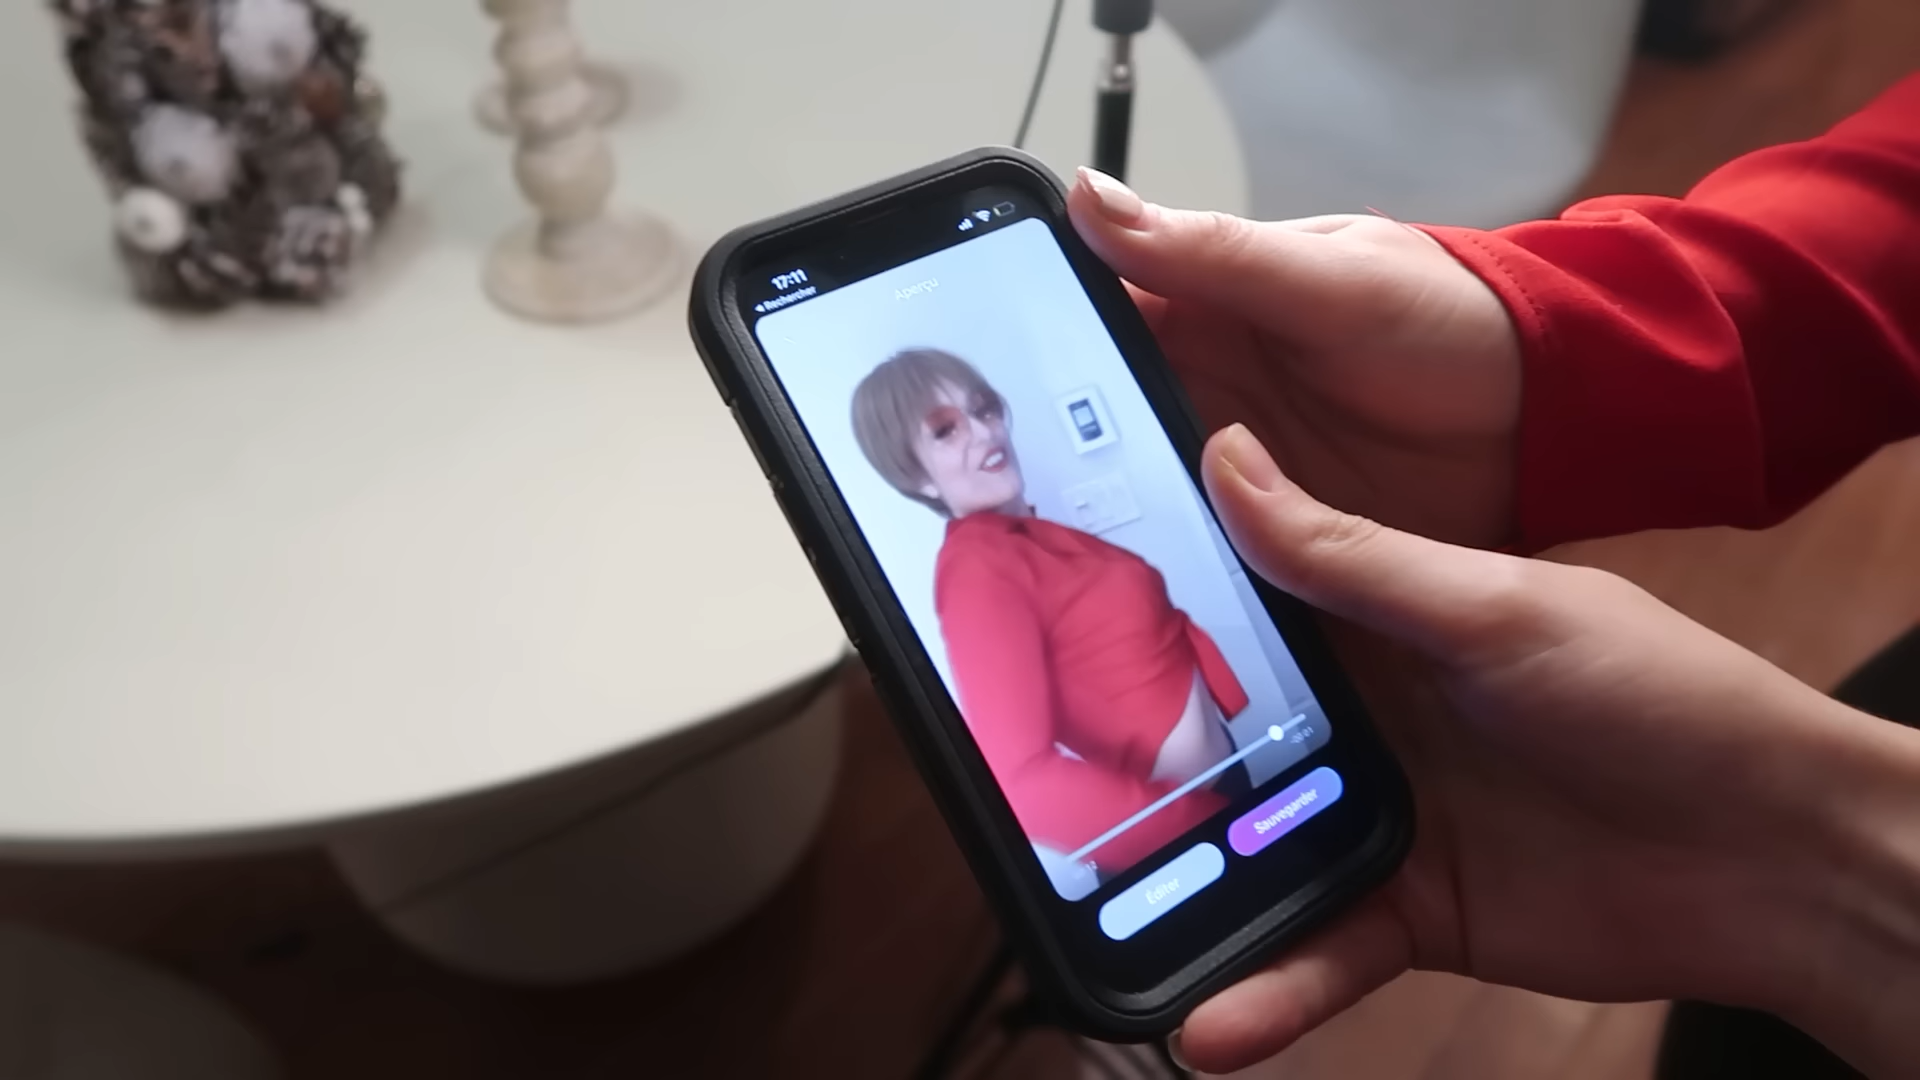 17:11
◀ Rechercher
Aperçu
Sauvegarder
Éditer